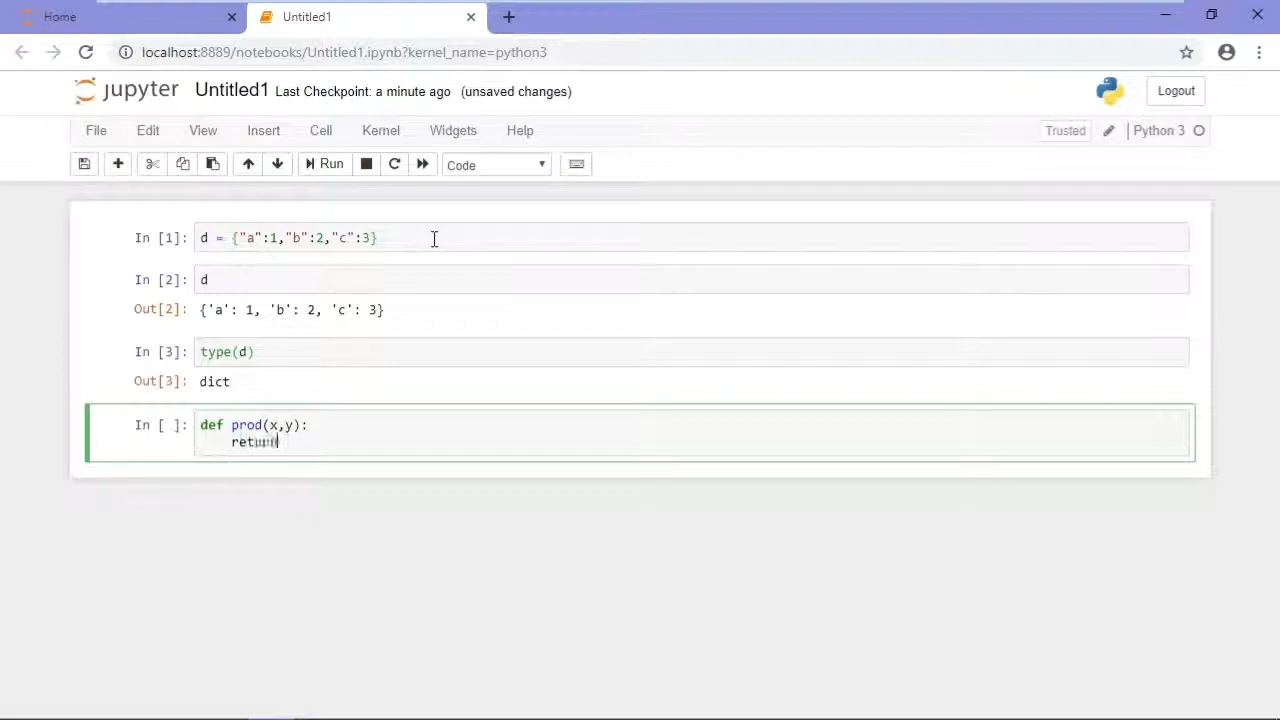 Home
Untitled1
localhost:8889/notebooks/Untitled1.ipynb?kernel_name=python3
jupyter Untitled1 Last Checkpoint: a minute ago (unsaved changes)
Logout
File Edit View Insert Cell Kernel Widgets Help
Trusted
Python 3
Run
Code
In [1]: d = {"a":1,"b":2,"c":3}
In [2]: d
Out[2]: {'a': 1, 'b': 2, 'c': 3}
In [3]: type(d)
Out[3]: dict
In [ ]: def prod(x,y):
return